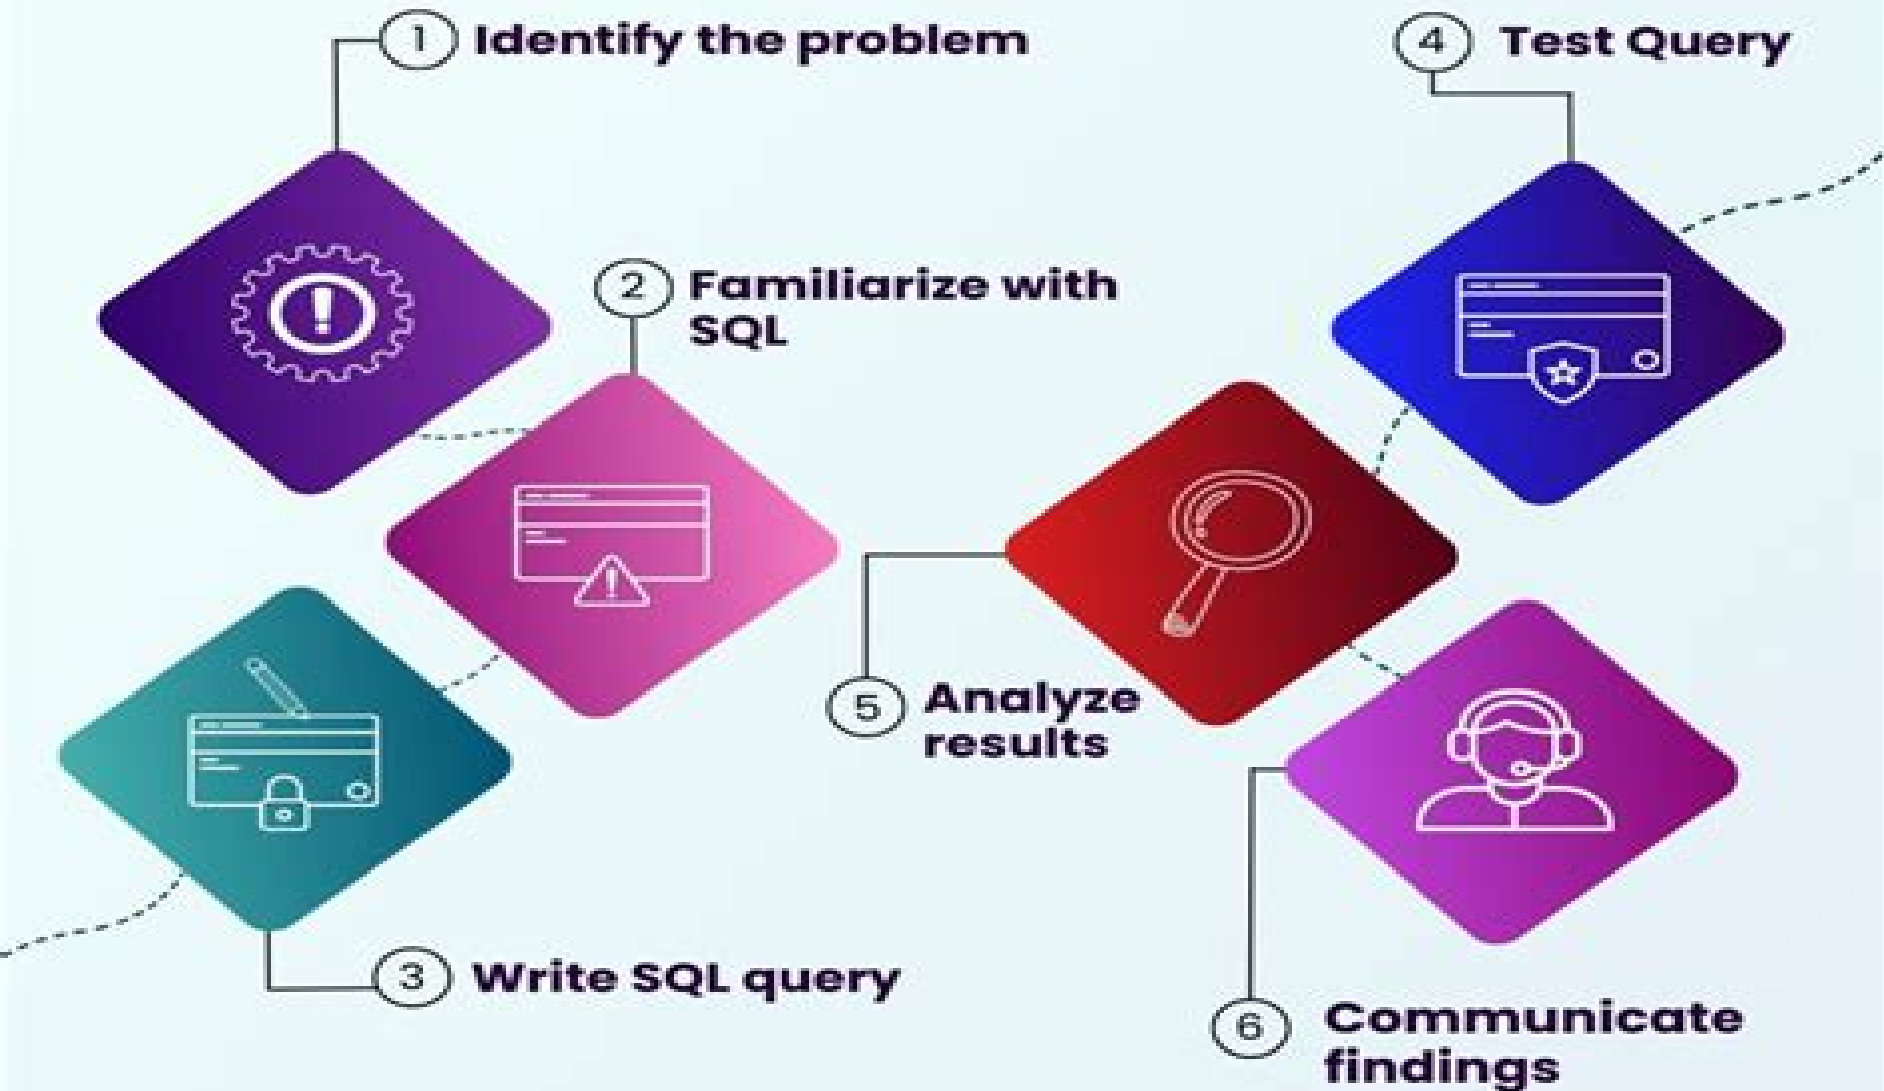 1 Identify the problem
2 Familiarize with
SQL
3 Write SQL query
4 Test Query
5 Analyze
results
6 Communicate
findings